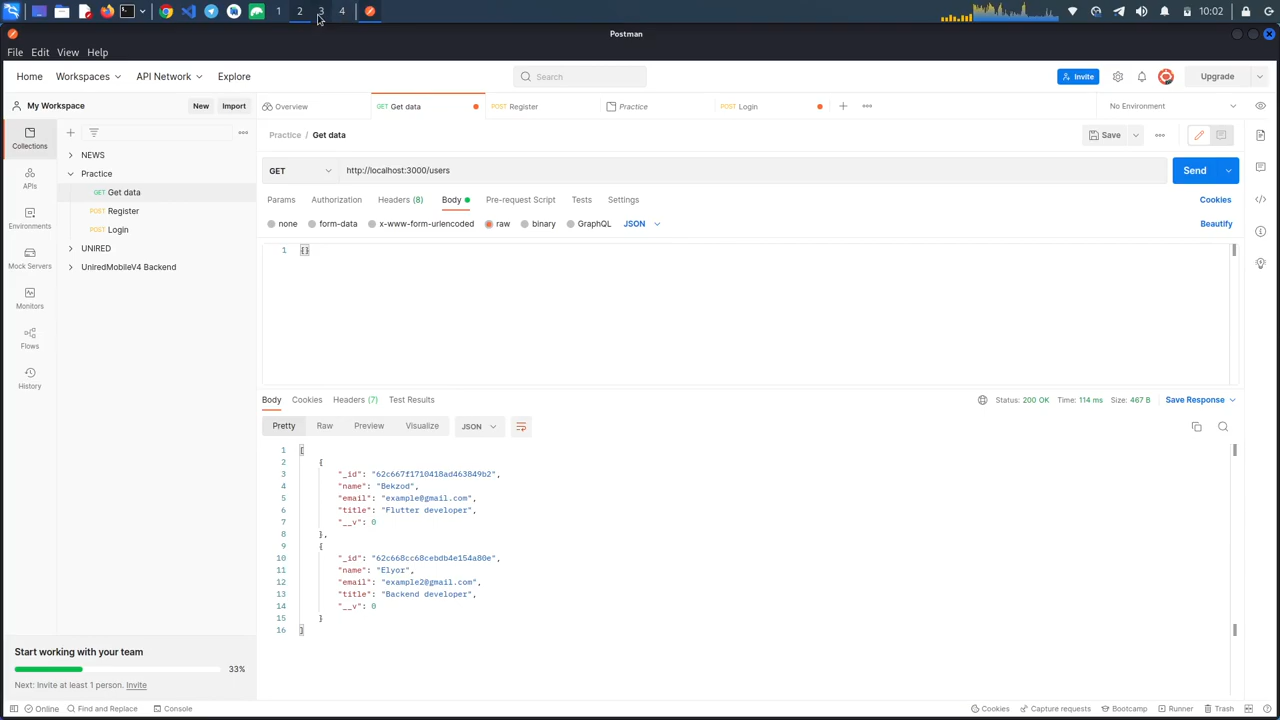 1 2 3 4 10:02
Postman
File Edit View Help
Home Workspaces API Network Explore Search Invite Upgrade
My Workspace New Import Overview GET Get data POST Register Practice POST Login No Environment
Collections
APIs
Environments
Mock Servers
Monitors
Flows
History
NEWS
Practice
GET Get data
POST Register
POST Login
UNIRED
UniredMobileV4 Backend
Practice / Get data Save
GET http://localhost:3000/users Send
Params Authorization Headers (8) Body Pre-request Script Tests Settings Cookies
none form-data x-www-form-urlencoded raw binary GraphQL JSON Beautify
1 {}
Body Cookies Headers (7) Test Results Status: 200 OK Time: 114 ms Size: 467 B Save Response
Pretty Raw Preview Visualize JSON
1 [
2 {
3 "_id": "62c667f1710418ad463849b2",
4 "name": "Bekzod",
5 "email": "example@gmail.com",
6 "title": "Flutter developer",
7 "__v": 0
8 },
9 {
10 "_id": "62c668cc68cebdb4e154a80e",
11 "name": "Elyor",
12 "email": "example2@gmail.com",
13 "title": "Backend developer",
14 "__v": 0
15 }
16 ]
Start working with your team
33%
Next: Invite at least 1 person. Invite
Online Find and Replace Console Cookies Capture requests Bootcamp Runner Trash